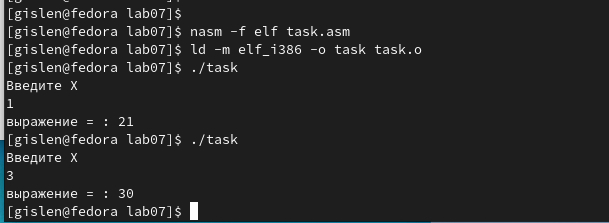 [gislen@fedora lab07]$
[gislen@fedora lab07]$ nasm -f elf task.asm
[gislen@fedora lab07]$ ld -m elf_i386 -o task task.o
[gislen@fedora lab07]$ ./task
Введите X
1
выражение = : 21
[gislen@fedora lab07]$ ./task
Введите X
3
выражение = : 30
[gislen@fedora lab07]$